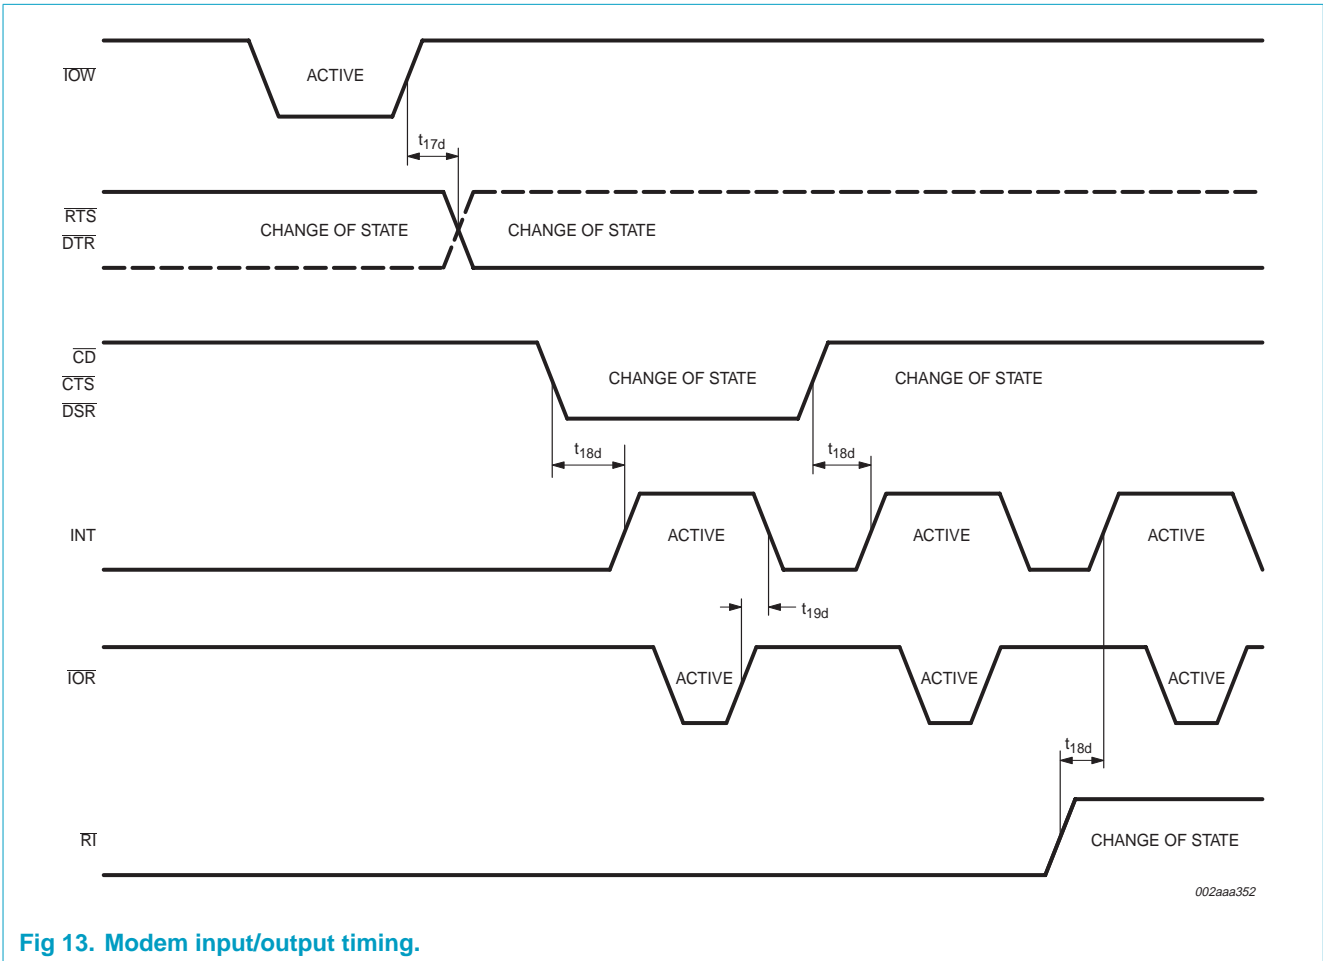 IOW
ACTIVE
t17d
RTS
DTR
CHANGE OF STATE CHANGE OF STATE
CD
CTS
DSR
CHANGE OF STATE CHANGE OF STATE
t18d t18d
INT
ACTIVE ACTIVE ACTIVE
t19d
IOR
ACTIVE ACTIVE ACTIVE
t18d
RI
CHANGE OF STATE
002aaa352
Fig 13. Modem input/output timing.